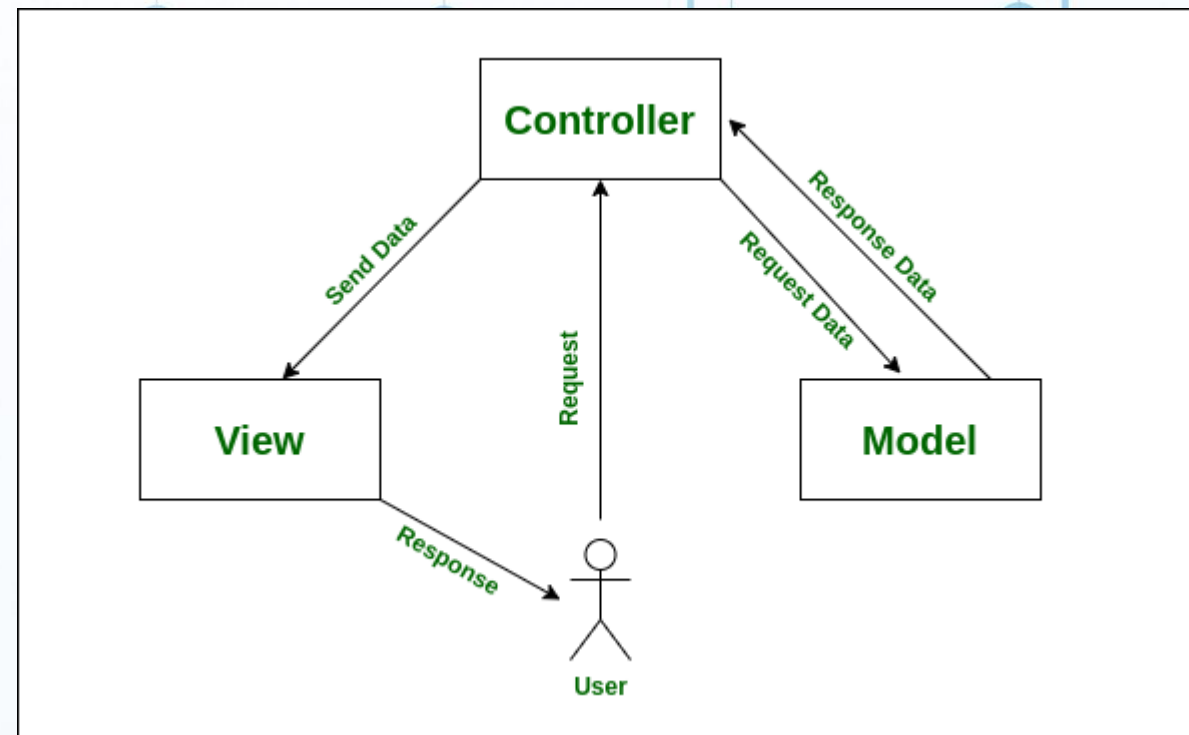 Controller
Send Data
Request
Request Data
Response Data
View
Model
Response
User